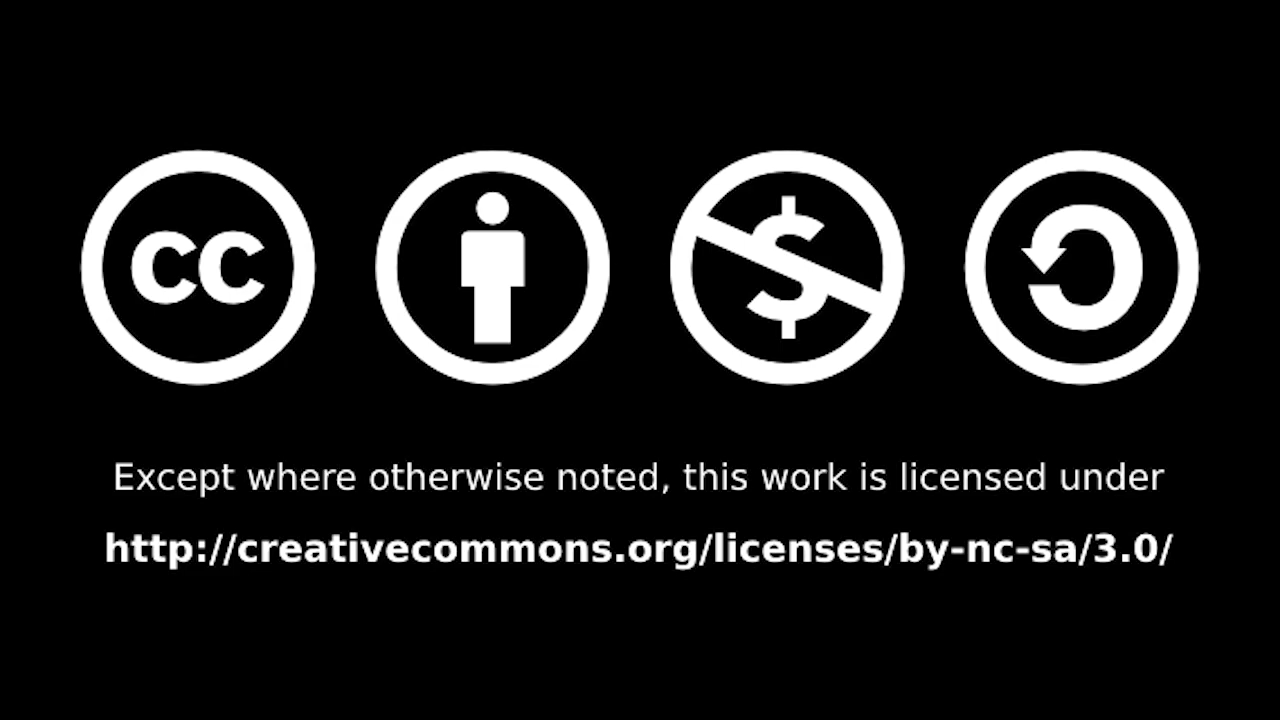 cc
Except where otherwise noted, this work is licensed under
http://creativecommons.org/licenses/by-nc-sa/3.0/